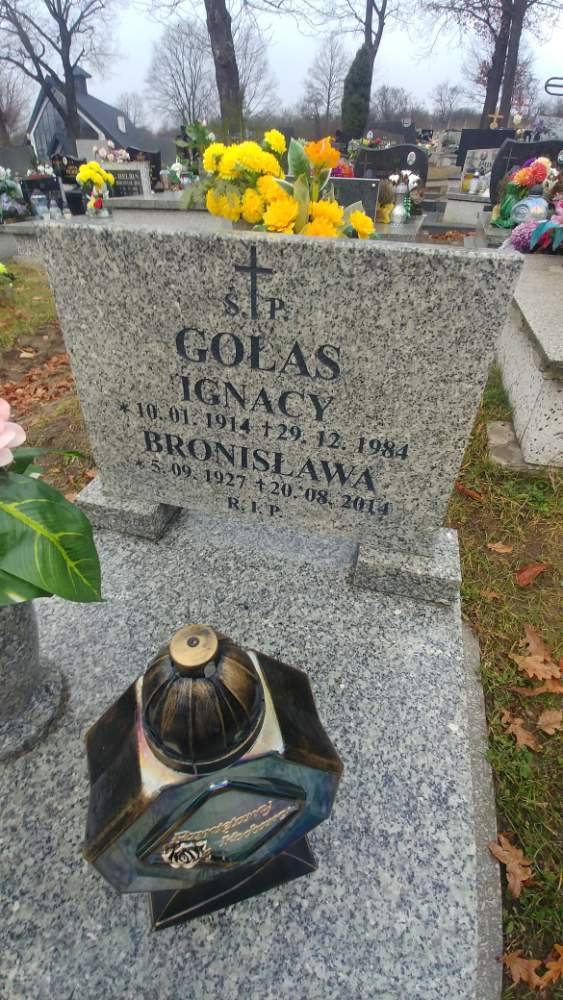 Ś. P.
GOŁAS
IGNACY
* 10. 01. 1914 + 29. 12. 1984
BRONISŁAWA
* 5. 09. 1927 + 20. 08. 2014
R. I. P.